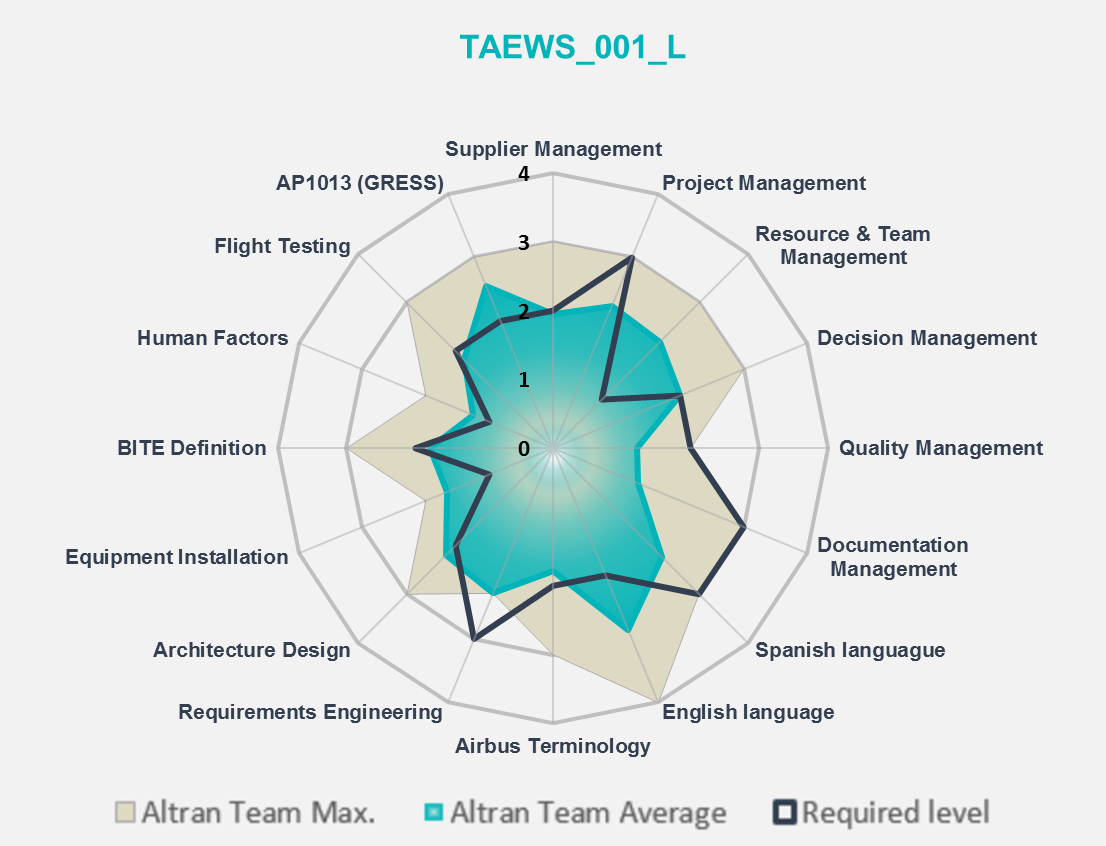 TAEWS_001_L
Supplier Management
AP1013 (GRESS)
4
Project Management
Flight Testing
3
Resource & Team
Management
Human Factors
2
Decision Management
1
BITE Definition
0
Quality Management
Equipment Installation
Documentation
Management
Architecture Design
Spanish languague
Requirements Engineering
English language
Airbus Terminology
Altran Team Max.
Altran Team Average
Required level